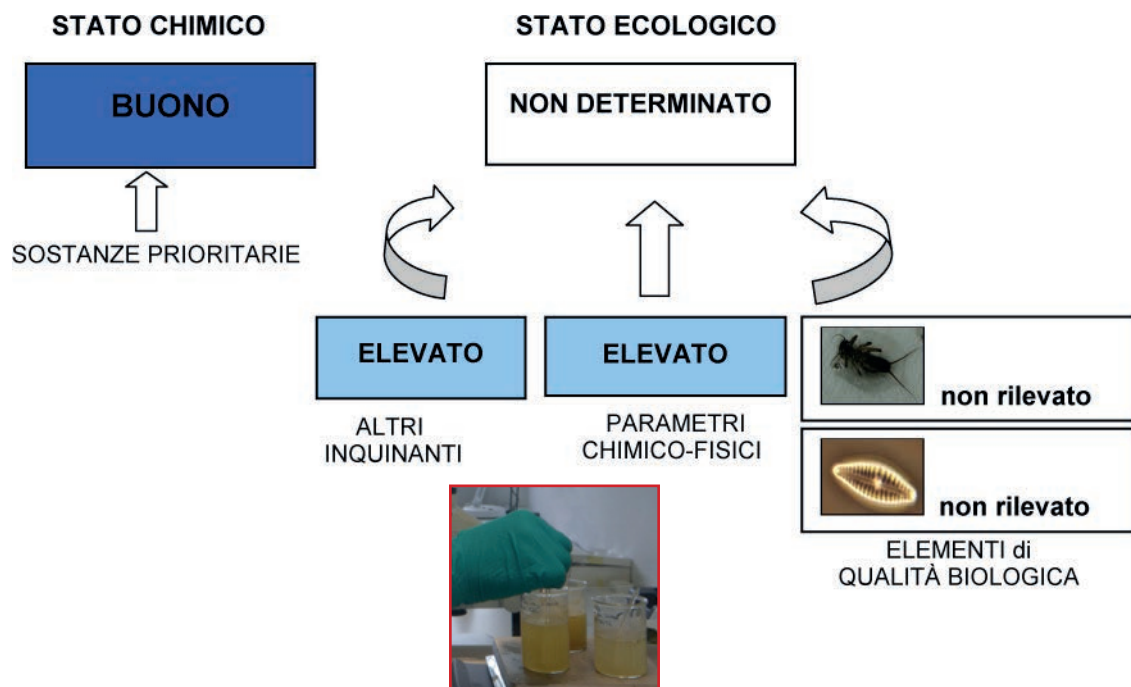 STATO CHIMICO
STATO ECOLOGICO
BUONO
NON DETERMINATO
SOSTANZE PRIORITARIE
ELEVATO
ELEVATO
non rilevato
ALTRI
INQUINANTI
PARAMETRI
CHIMICO-FISICI
non rilevato
ELEMENTI di
QUALITÀ BIOLOGICA